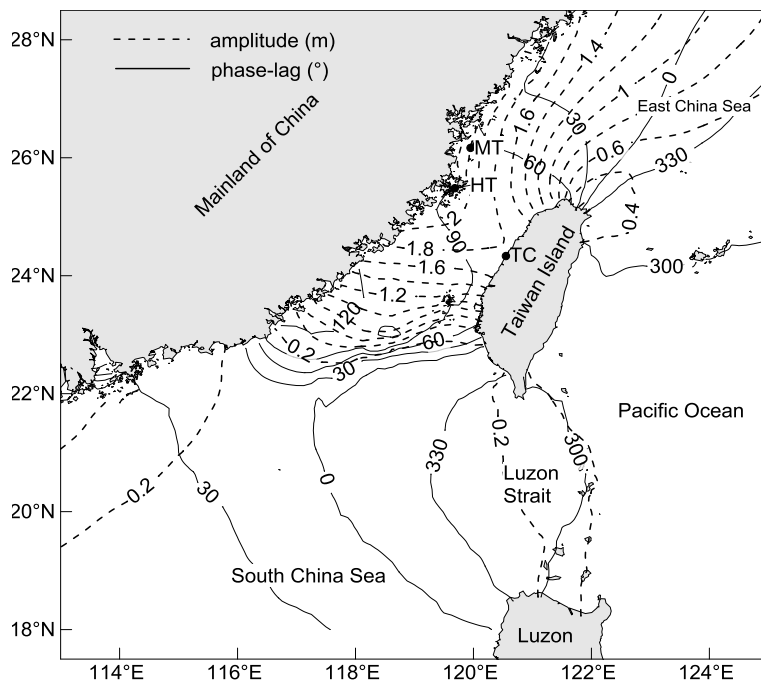 28°N
26°N
24°N
22°N
20°N
18°N
amplitude (m)
phase-lag (°)
Mainland of China
1.4
0
1
East China Sea
1.6
30
MT
0.6
60
330
HT
2
0.4
90
1.8
TC
300
1.6
Taiwan Island
1.2
120
0.2
60
30
Pacific Ocean
0.2
300
330
Luzon
Strait
0
0.2
30
South China Sea
Luzon
114°E
116°E
118°E
120°E
122°E
124°E